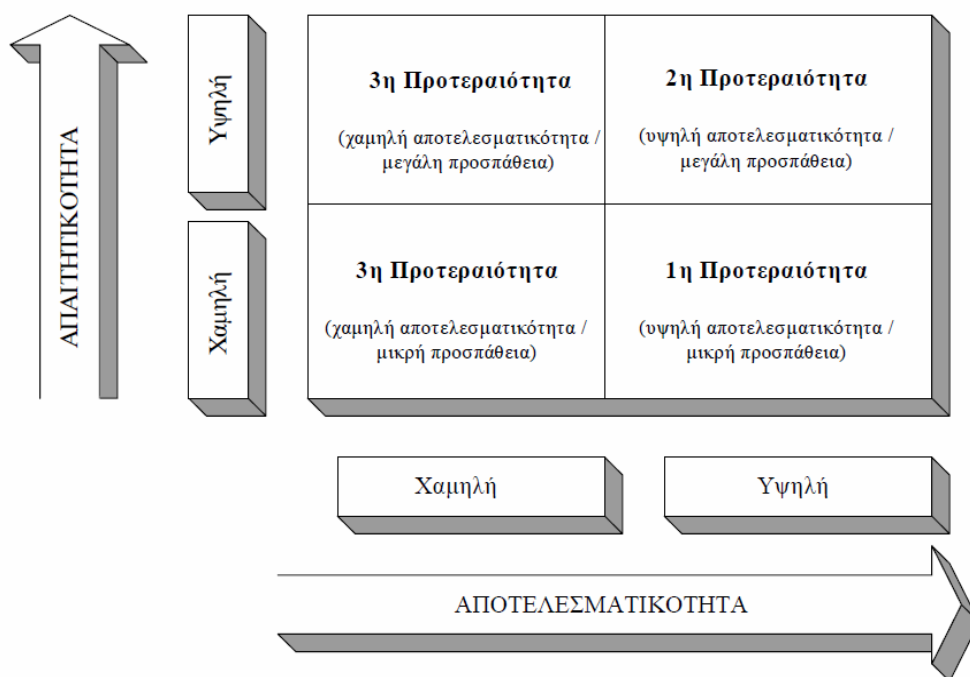 ΑΠΑΙΤΗΤΙΚΟΤΗΤΑ
Υψηλή
Χαμηλή
3η Προτεραιότητα
(χαμηλή αποτελεσματικότητα /
μεγάλη προσπάθεια)
2η Προτεραιότητα
(υψηλή αποτελεσματικότητα /
μεγάλη προσπάθεια)
3η Προτεραιότητα
(χαμηλή αποτελεσματικότητα /
μικρή προσπάθεια)
1η Προτεραιότητα
(υψηλή αποτελεσματικότητα /
μικρή προσπάθεια)
Χαμηλή
Υψηλή
ΑΠΟΤΕΛΕΣΜΑΤΙΚΟΤΗΤΑ